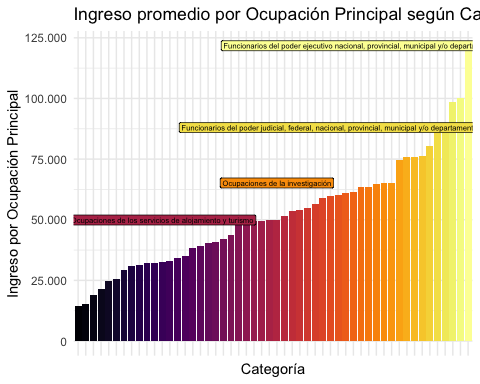 Ingreso promedio por Ocupación Principal según Ca
125.000
Funcionarios del poder ejecutivo nacional, provincial, municipal y/o departa
100.000
Funcionarios del poder judicial, federal, nacional, provincial, municipal y/o departament
75.000
Ocupaciones de la investigación
50.000
Ocupaciones de los servicios de alojamiento y turismo
25.000
0
Ingreso por Ocupación Principal
Categoría